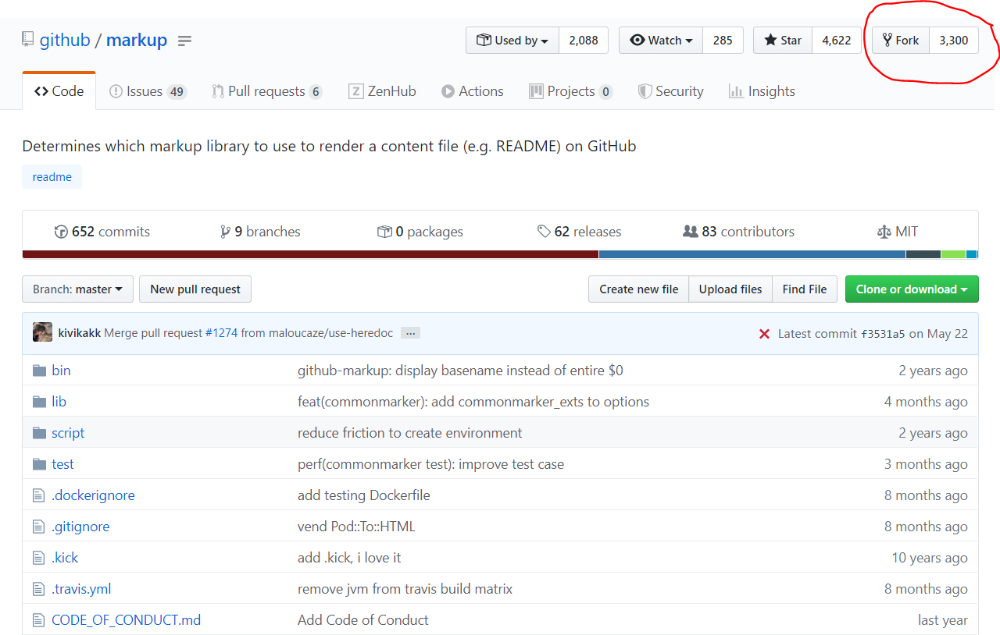 github / markup
Used by 2,088 Watch 285 Star 4,622 Fork 3,300
Code Issues 49 Pull requests 6 ZenHub Actions Projects 0 Security Insights
Determines which markup library to use to render a content file (e.g. README) on GitHub
readme
652 commits 9 branches 0 packages 62 releases 83 contributors MIT
Branch: master New pull request Create new file Upload files Find File Clone or download
kivikakk Merge pull request #1274 from maloucaze/use-heredoc ... Latest commit f3531a5 on May 22
bin github-markup: display basename instead of entire $0 2 years ago
lib feat(commonmarker): add commonmarker_exts to options 4 months ago
script reduce friction to create environment 2 years ago
test perf(commonmarker test): improve test case 3 months ago
.dockerignore add testing Dockerfile 8 months ago
.gitignore vend Pod::To::HTML 8 months ago
.kick add .kick, i love it 10 years ago
.travis.yml remove jvm from travis build matrix 8 months ago
CODE_OF_CONDUCT.md Add Code of Conduct last year